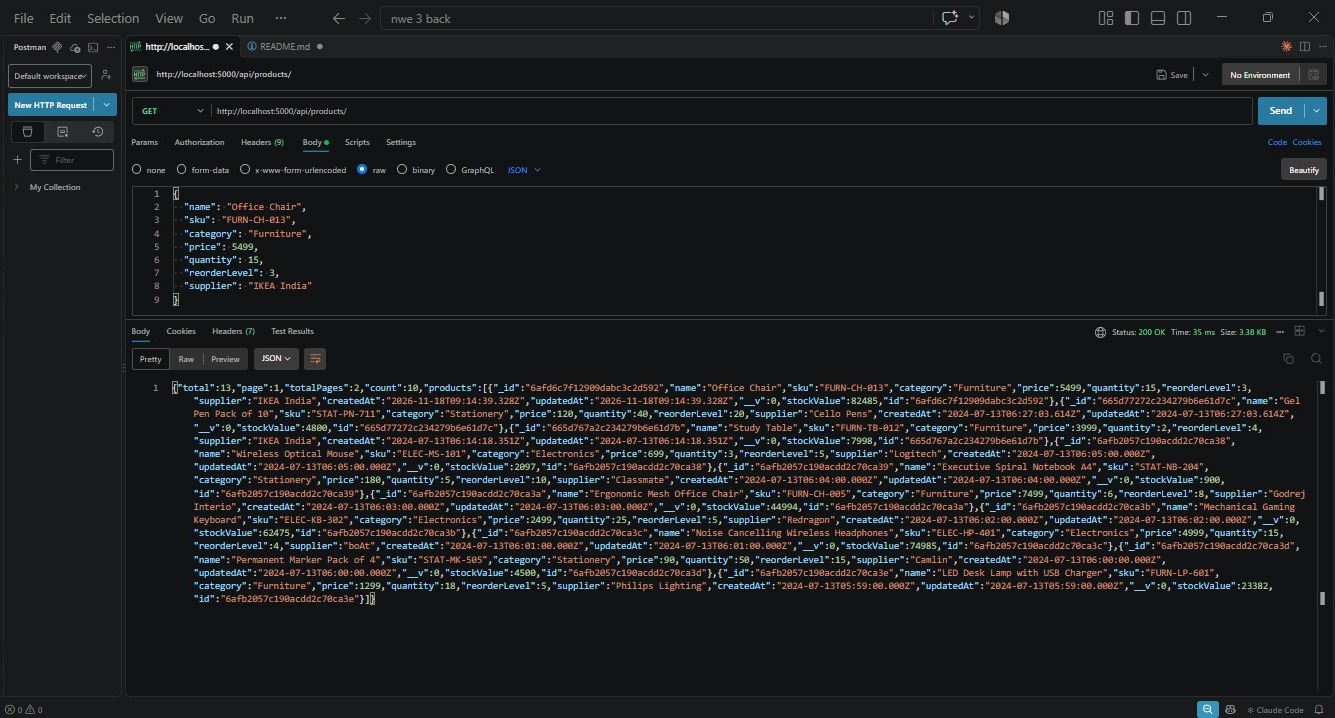 File Edit Selection View Go Run ··· nwe 3 back
Postman ··· http://localhos... README.md ···
Default workspace http://localhost:5000/api/products/ Save No Environment
New HTTP Request GET http://localhost:5000/api/products/ Send
Params Authorization Headers (9) Body Scripts Settings Code Cookies
Filter none form-data x-www-form-urlencoded raw binary GraphQL JSON Beautify
My Collection
1 {
2 "name": "Office Chair",
3 "sku": "FURN-CH-013",
4 "category": "Furniture",
5 "price": 5499,
6 "quantity": 15,
7 "reorderLevel": 3,
8 "supplier": "IKEA India"
9 }
Body Cookies Headers (7) Test Results Status: 200 OK Time: 35 ms Size: 3.38 KB ···
Pretty Raw Preview JSON
1 {"total":13,"page":1,"totalPages":2,"count":10,"products":[{"_id":"6afd6c7f12909dabc3c2d592","name":"Office Chair","sku":"FURN-CH-013","category":"Furniture","price":5499,"quantity":15,"reorderLevel":3,
"supplier":"IKEA India","createdAt":"2026-11-18T09:14:39.328Z","updatedAt":"2026-11-18T09:14:39.328Z","__v":0,"stockValue":82485,"id":"6afd6c7f12909dabc3c2d592"},{"_id":"665d77272c234279b6e61d7c","name":"Gel
Pen Pack of 10","sku":"STAT-PN-711","category":"Stationery","price":120,"quantity":40,"reorderLevel":20,"supplier":"Cello Pens","createdAt":"2024-07-13T06:27:03.614Z","updatedAt":"2024-07-13T06:27:03.614Z",
"__v":0,"stockValue":4800,"id":"665d77272c234279b6e61d7c"},{"_id":"665d767a2c234279b6e61d7b","name":"Study Table","sku":"FURN-TB-012","category":"Furniture","price":3999,"quantity":2,"reorderLevel":4,
"supplier":"IKEA India","createdAt":"2024-07-13T06:14:18.351Z","updatedAt":"2024-07-13T06:14:18.351Z","__v":0,"stockValue":7998,"id":"665d767a2c234279b6e61d7b"},{"_id":"6afb2057c190acdd2c70ca38",
"name":"Wireless Optical Mouse","sku":"ELEC-MS-101","category":"Electronics","price":699,"quantity":3,"reorderLevel":5,"supplier":"Logitech","createdAt":"2024-07-13T06:05:00.000Z",
"updatedAt":"2024-07-13T06:05:00.000Z","__v":0,"stockValue":2097,"id":"6afb2057c190acdd2c70ca38"},{"_id":"6afb2057c190acdd2c70ca39","name":"Executive Spiral Notebook A4","sku":"STAT-NB-204",
"category":"Stationery","price":180,"quantity":5,"reorderLevel":10,"supplier":"Classmate","createdAt":"2024-07-13T06:04:00.000Z","updatedAt":"2024-07-13T06:04:00.000Z","__v":0,"stockValue":900,
"id":"6afb2057c190acdd2c70ca39"},{"_id":"6afb2057c190acdd2c70ca3a","name":"Ergonomic Mesh Office Chair","sku":"FURN-CH-005","category":"Furniture","price":7499,"quantity":6,"reorderLevel":8,"supplier":"Godrej
Interio","createdAt":"2024-07-13T06:03:00.000Z","updatedAt":"2024-07-13T06:03:00.000Z","__v":0,"stockValue":44994,"id":"6afb2057c190acdd2c70ca3a"},{"_id":"6afb2057c190acdd2c70ca3b","name":"Mechanical Gaming
Keyboard","sku":"ELEC-KB-302","category":"Electronics","price":2499,"quantity":25,"reorderLevel":5,"supplier":"Redragon","createdAt":"2024-07-13T06:02:00.000Z","updatedAt":"2024-07-13T06:02:00.000Z","__v":0,
"stockValue":62475,"id":"6afb2057c190acdd2c70ca3b"},{"_id":"6afb2057c190acdd2c70ca3c","name":"Noise Cancelling Wireless Headphones","sku":"ELEC-HP-401","category":"Electronics","price":4999,"quantity":15,
"reorderLevel":4,"supplier":"boAt","createdAt":"2024-07-13T06:01:00.000Z","updatedAt":"2024-07-13T06:01:00.000Z","__v":0,"stockValue":74985,"id":"6afb2057c190acdd2c70ca3c"},{"_id":"6afb2057c190acdd2c70ca3d",
"name":"Permanent Marker Pack of 4","sku":"STAT-MK-505","category":"Stationery","price":90,"quantity":50,"reorderLevel":15,"supplier":"Camlin","createdAt":"2024-07-13T06:00:00.000Z",
"updatedAt":"2024-07-13T06:00:00.000Z","__v":0,"stockValue":4500,"id":"6afb2057c190acdd2c70ca3d"},{"_id":"6afb2057c190acdd2c70ca3e","name":"LED Desk Lamp with USB Charger","sku":"FURN-LP-601",
"category":"Furniture","price":1299,"quantity":18,"reorderLevel":5,"supplier":"Philips Lighting","createdAt":"2024-07-13T05:59:00.000Z","updatedAt":"2024-07-13T05:59:00.000Z","__v":0,"stockValue":23382,
"id":"6afb2057c190acdd2c70ca3e"}]}
0 0 Claude Code